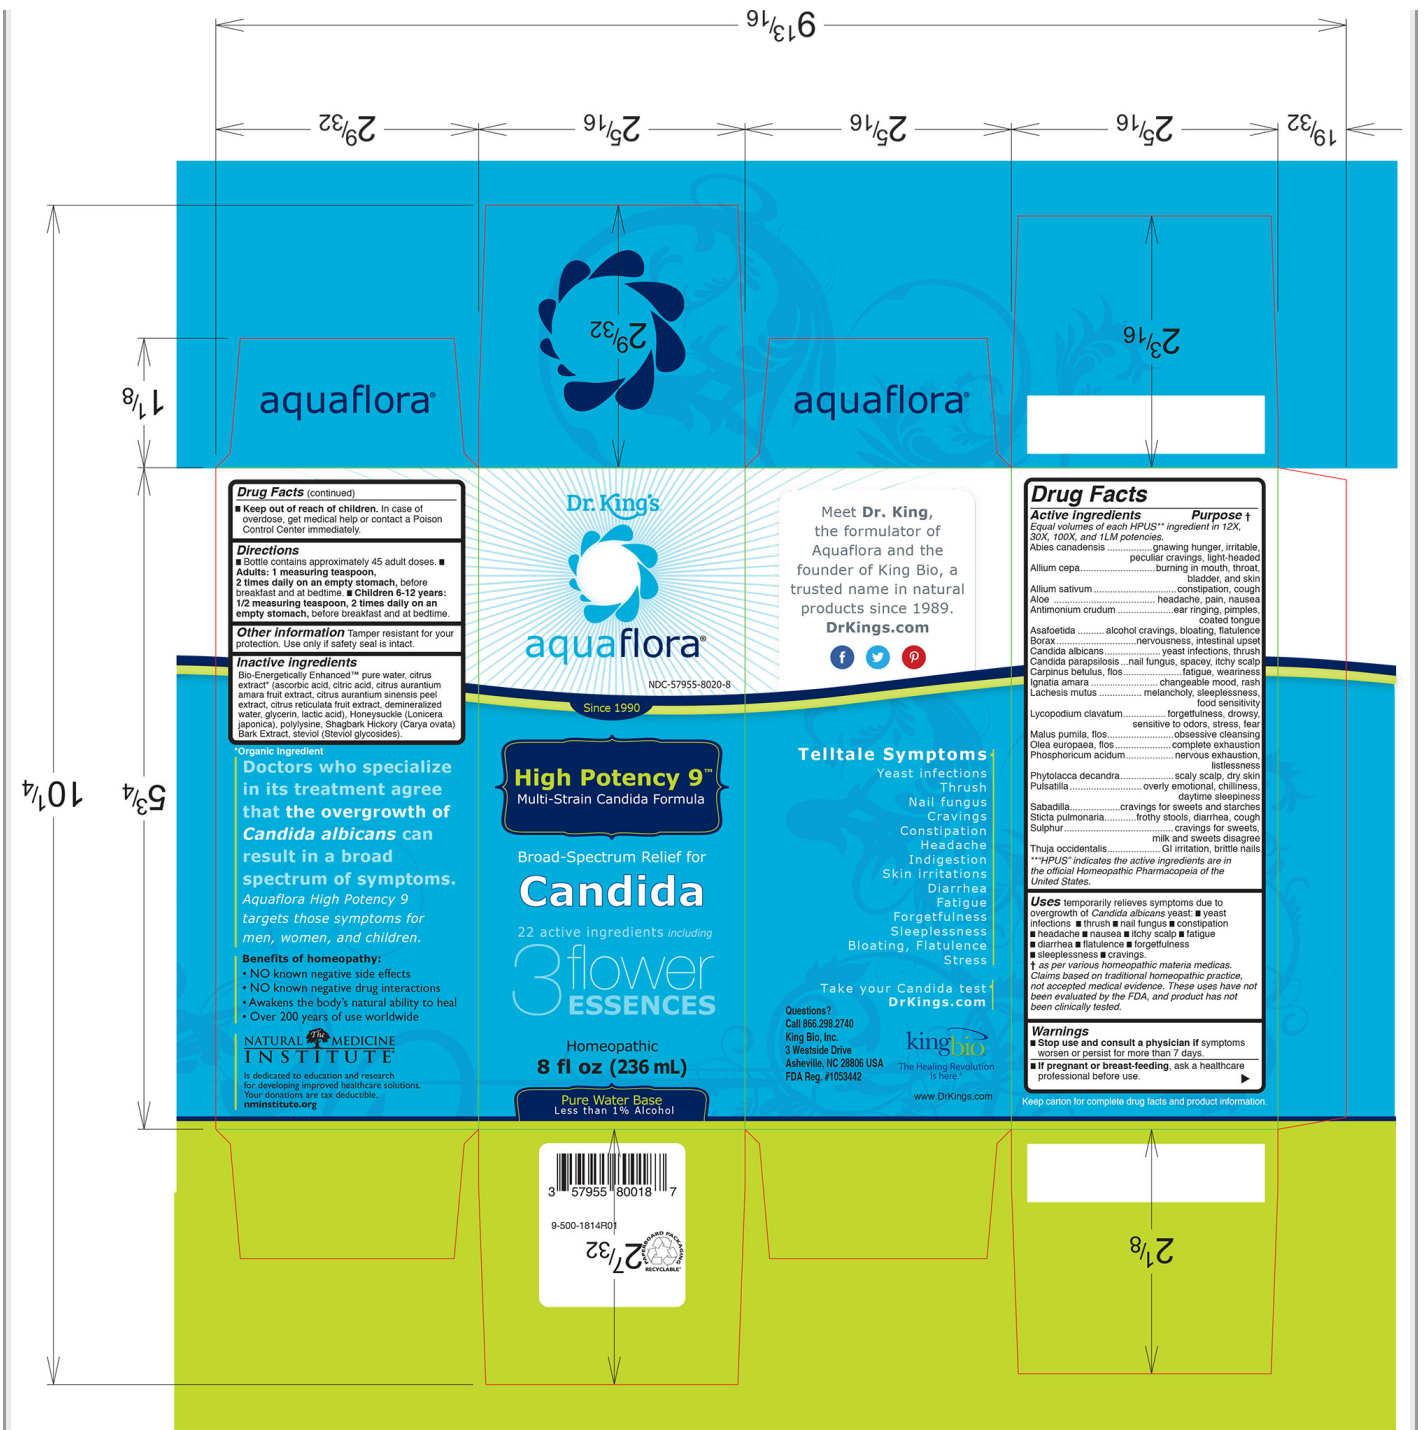 9 13/16
2 9/32
2 5/16
2 5/16
2 5/16
19/32
2 9/32
2 3/16
1 1/8
aquaflora®
aquaflora®
10 1/4
5 3/4
Drug Facts (continued)
■ Keep out of reach of children. In case of
overdose, get medical help or contact a Poison
Control Center immediately.
Directions
■ Bottle contains approximately 45 adult doses. ■
Adults: 1 measuring teaspoon,
2 times daily on an empty stomach, before
breakfast and at bedtime. ■ Children 6-12 years:
1/2 measuring teaspoon, 2 times daily on an
empty stomach, before breakfast and at bedtime.
Other information Tamper resistant for your
protection. Use only if safety seal is intact.
Inactive ingredients
Bio-Energetically Enhanced™ pure water, citrus
extract* (ascorbic acid, citric acid, citrus aurantium
amara fruit extract, citrus aurantium sinensis peel
extract, citrus reticulata fruit extract, demineralized
water, glycerin, lactic acid), Honeysuckle (Lonicera
japonica), polylysine, Shagbark Hickory (Carya ovata)
Bark Extract, steviol (Steviol glycosides).
*Organic Ingredient
Doctors who specialize
in its treatment agree
that the overgrowth of
Candida albicans can
result in a broad
spectrum of symptoms.
Aquaflora High Potency 9
targets those symptoms for
men, women, and children.
Benefits of homeopathy:
• NO known negative side effects
• NO known negative drug interactions
• Awakens the body's natural ability to heal
• Over 200 years of use worldwide
NATURAL The MEDICINE
INSTITUTE
Is dedicated to education and research
for developing improved healthcare solutions.
Your donations are tax deductible.
nminstitute.org
Dr. King's
aquaflora®
NDC-57955-8020-8
Since 1990
High Potency 9™
Multi-Strain Candida Formula
Broad-Spectrum Relief for
Candida
22 active ingredients including
3 flower
ESSENCES
Homeopathic
8 fl oz (236 mL)
Pure Water Base
Less than 1% Alcohol
Meet Dr. King,
the formulator of
Aquaflora and the
founder of King Bio, a
trusted name in natural
products since 1989.
DrKings.com
Telltale Symptoms
Yeast infections
Thrush
Nail fungus
Cravings
Constipation
Headache
Indigestion
Skin irritations
Diarrhea
Fatigue
Forgetfulness
Sleeplessness
Bloating, Flatulence
Stress
Take your Candida test
DrKings.com
Questions?
Call 866.298.2740
King Bio, Inc.
3 Westside Drive
Asheville, NC 28806 USA
FDA Reg. #1053442
kingbio
The Healing Revolution
is here.®
www.DrKings.com
Drug Facts
Active ingredients Purpose †
Equal volumes of each HPUS** ingredient in 12X,
30X, 100X, and 1LM potencies.
Abies canadensis ................gnawing hunger, irritable,
peculiar cravings, light-headed
Allium cepa..........................burning in mouth, throat,
bladder, and skin
Allium sativum ............................constipation, cough
Aloe ...................................headache, pain, nausea
Antimonium crudum ...................ear ringing, pimples,
coated tongue
Asafoetida ......... alcohol cravings, bloating, flatulence
Borax...........................nervousness, intestinal upset
Candida albicans................... yeast infections, thrush
Candida parapsilosis ...nail fungus, spacey, itchy scalp
Carpinus betulus, flos....................fatigue, weariness
Ignatia amara ....................... changeable mood, rash
Lachesis mutus ...............melancholy, sleeplessness,
food sensitivity
Lycopodium clavatum............... forgetfulness, drowsy,
sensitive to odors, stress, fear
Malus pumila, flos.......................obsessive cleansing
Olea europaea, flos...................complete exhaustion
Phosphoricum acidum.................nervous exhaustion,
listlessness
Phytolacca decandra..................scaly scalp, dry skin
Pulsatilla.........................overly emotional, chilliness,
daytime sleepiness
Sabadilla.................cravings for sweets and starches
Sticta pulmonaria...........frothy stools, diarrhea, cough
Sulphur.....................................cravings for sweets,
milk and sweets disagree
Thuja occidentalis..................GI irritation, brittle nails
**"HPUS" indicates the active ingredients are in
the official Homeopathic Pharmacopeia of the
United States.
Uses temporarily relieves symptoms due to
overgrowth of Candida albicans yeast: ■ yeast
infections ■ thrush ■ nail fungus ■ constipation
■ headache ■ nausea ■ itchy scalp ■ fatigue
■ diarrhea ■ flatulence ■ forgetfulness
■ sleeplessness ■ cravings.
† as per various homeopathic materia medicas.
Claims based on traditional homeopathic practice,
not accepted medical evidence. These uses have not
been evaluated by the FDA, and product has not
been clinically tested.
Warnings
■ Stop use and consult a physician if symptoms
worsen or persist for more than 7 days.
■ If pregnant or breast-feeding, ask a healthcare
professional before use.
Keep carton for complete drug facts and product information.
3 57955 80018 7
9-500-1814R01
PAPERBOARD PACKAGING
RECYCLABLE®
2 7/32
2 1/8